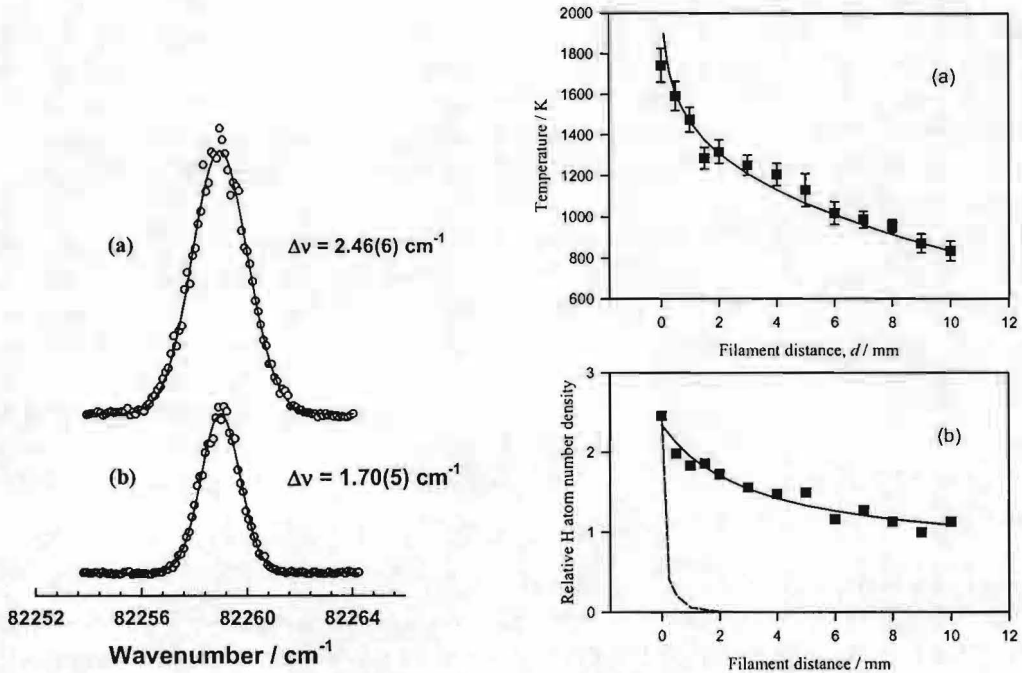 (a)
Δν = 2.46(6) cm⁻¹
(b)
Δν = 1.70(5) cm⁻¹
82252 82256 82260 82264
Wavenumber / cm⁻¹
2000
1800
1600
1400
1200
1000
800
600
Temperature / K
(a)
0 2 4 6 8 10 12
Filament distance, d / mm
3
2
1
0
Relative H atom number density
(b)
0 2 4 6 8 10 12
Filament distance / mm